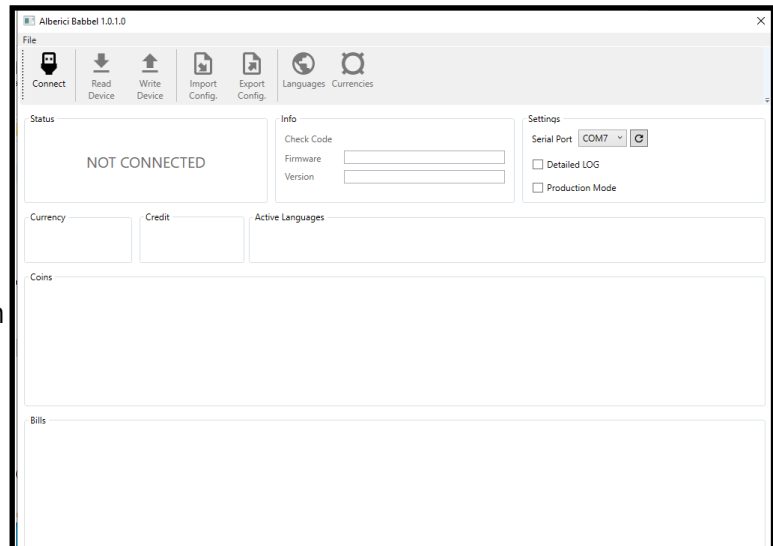 Alberici Babbel 1.0.1.0
File
Connect
Read Device
Write Device
Import Config.
Export Config.
Languages
Currencies
Status
NOT CONNECTED
Info
Check Code
Firmware
Version
Settings
Serial Port COM7
Detailed LOG
Production Mode
Currency
Credit
Active Languages
Coins
Bills